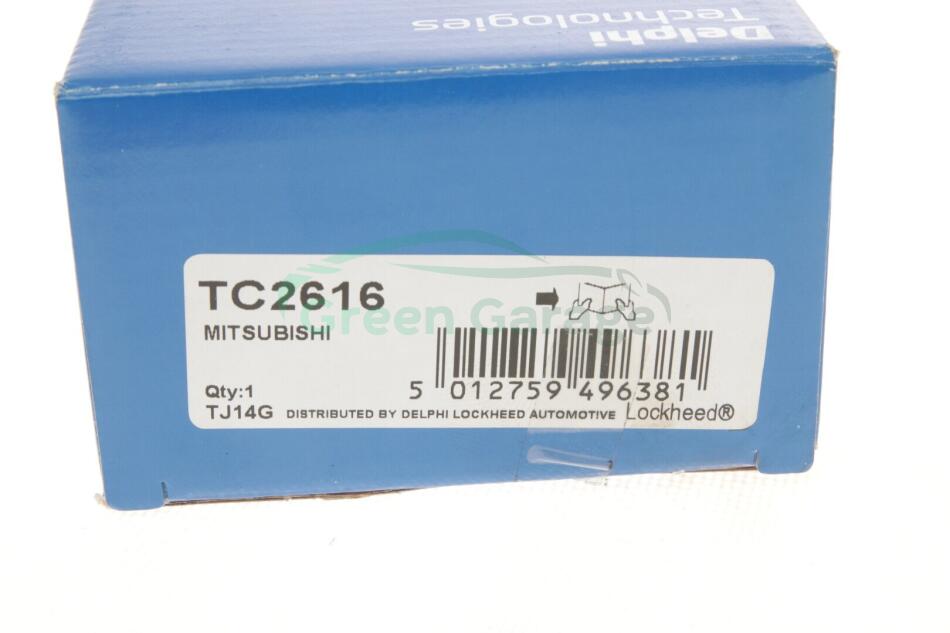 Delphi
Technologies
TC2616
MITSUBISHI
Green Garage
5 012759 496381
Qty:1
TJ14G DISTRIBUTED BY DELPHI LOCKHEED AUTOMOTIVE Lockheed®